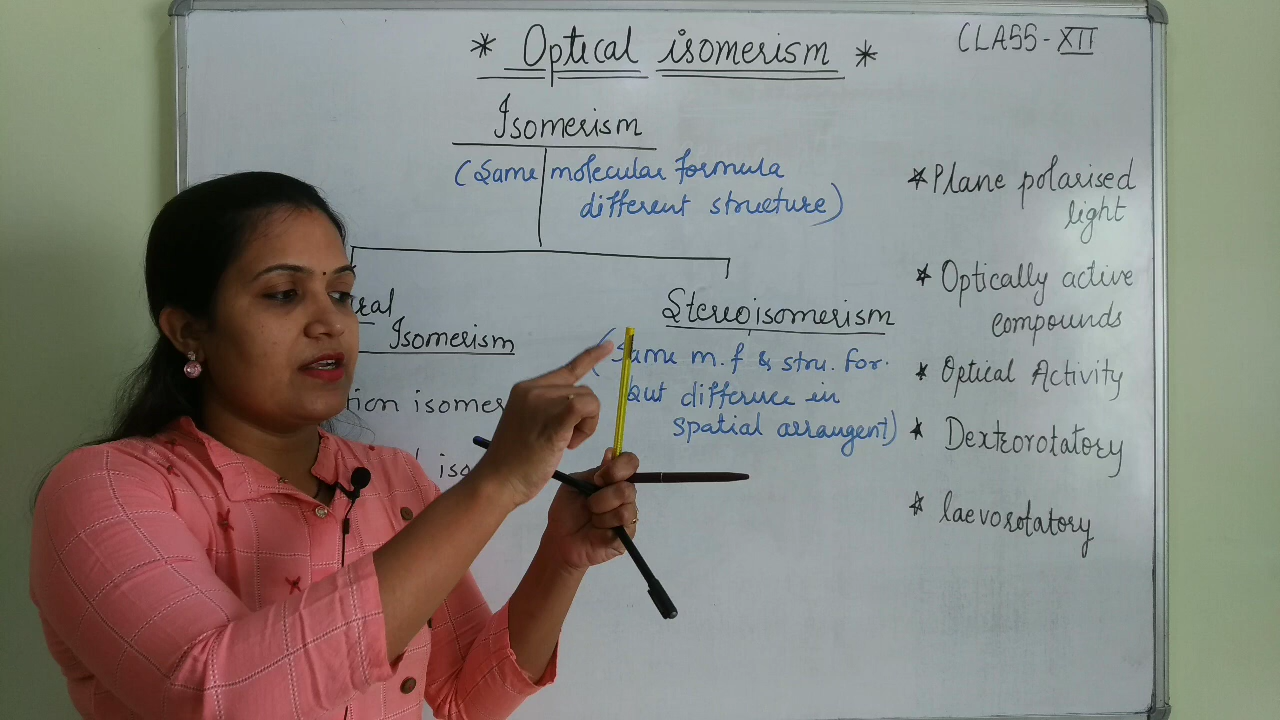 * Optical isomerism *
CLASS - XII
Isomerism
(Same molecular formula
different structure)
Isomerism
Stereoisomerism
(Same m.f & stru. for.
but difference in
spatial arrangent)
* Plane polarised
light
* Optically active
compounds
* Optical Activity
* Dextrorotatory
* laevorotatory